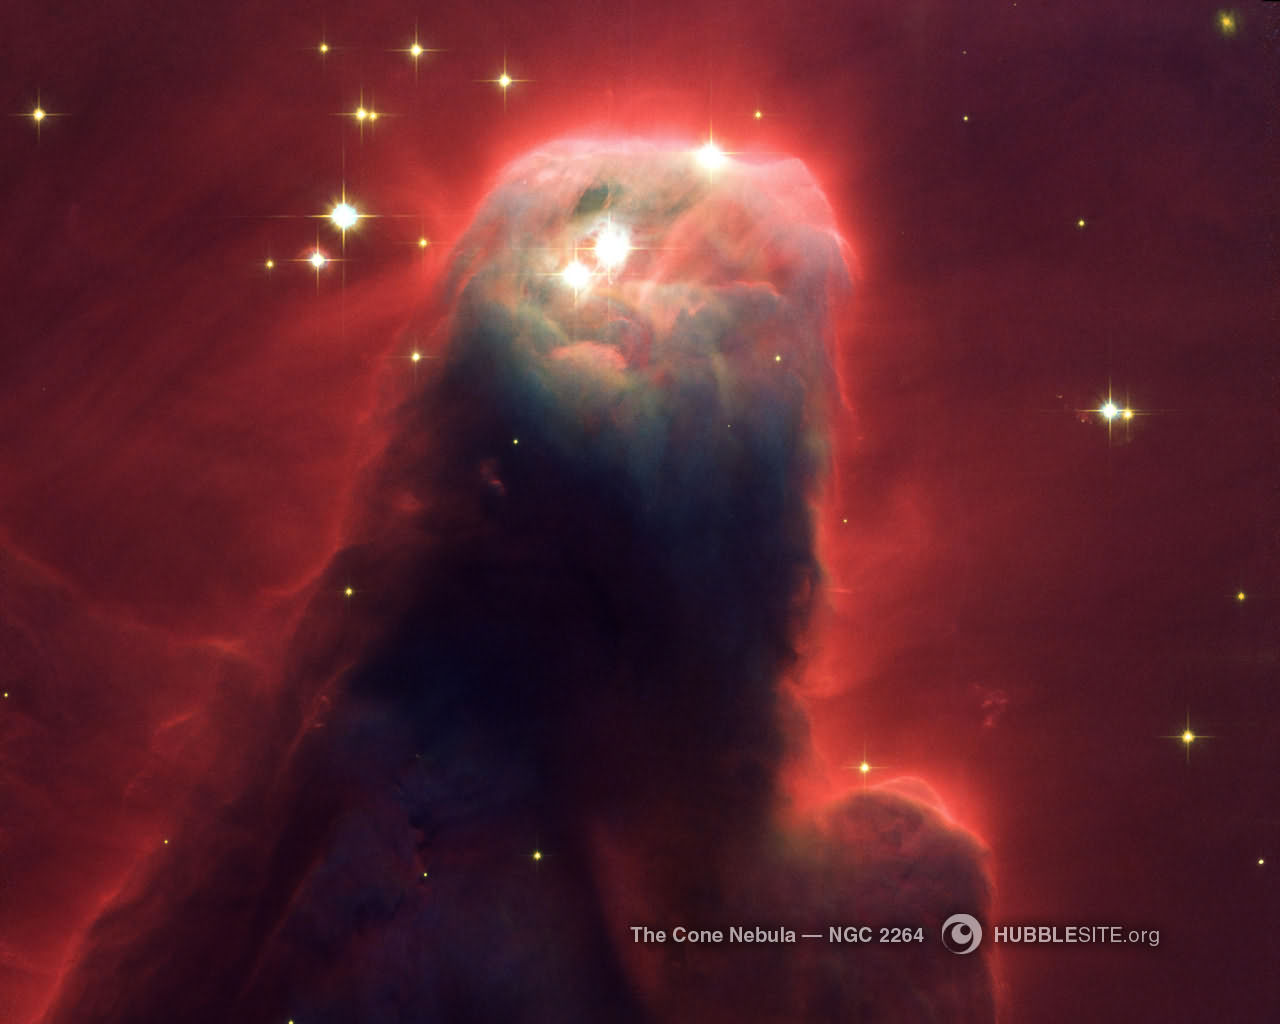 The Cone Nebula — NGC 2264 HUBBLESITE.org